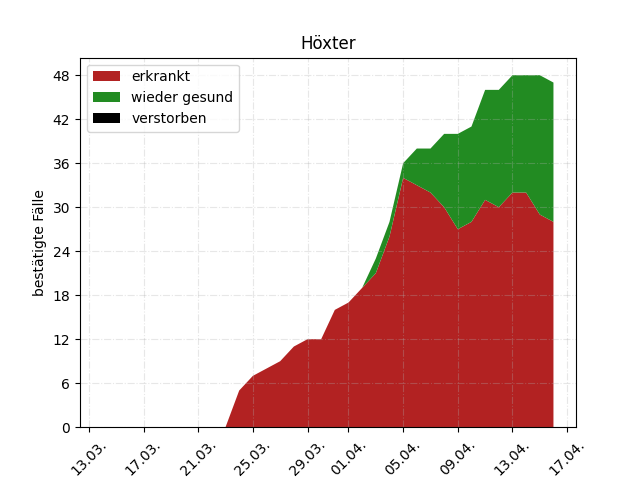 Höxter
erkrankt
wieder gesund
verstorben
bestätigte Fälle
48
42
36
30
24
18
12
6
0
13.03. 17.03. 21.03. 25.03. 29.03. 01.04. 05.04. 09.04. 13.04. 17.04.